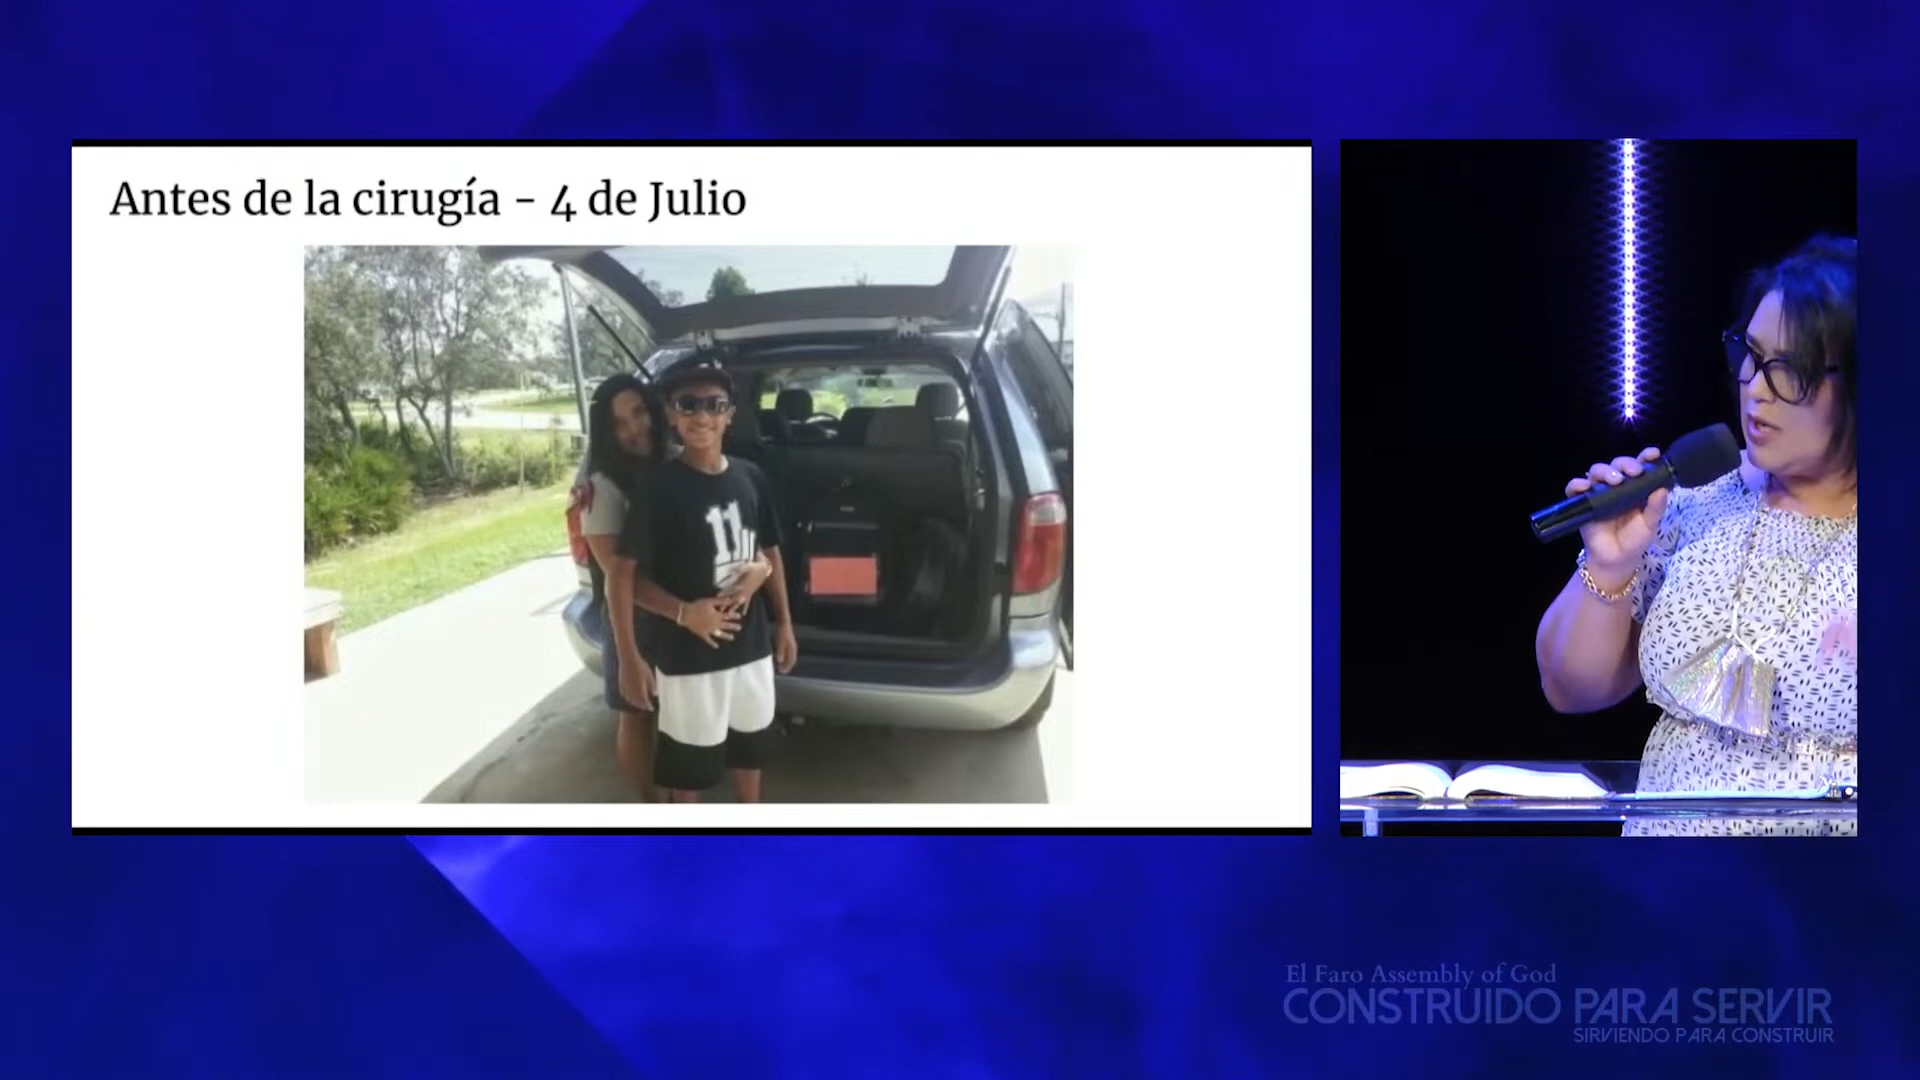 Antes de la cirugía - 4 de Julio
11
El Faro Assembly of God
CONSTRUIDO PARA SERVIR
SIRVIENDO PARA CONSTRUIR